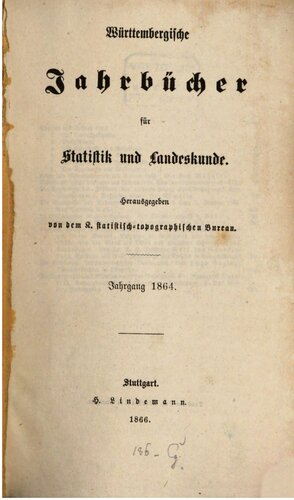 Württembergische
Jahrbücher
für
Statistik und Landeskunde.
Herausgegeben
von dem K. statistisch-topographischen Bureau.
Jahrgang 1864.
Stuttgart.
H. Lindemann.
1866.